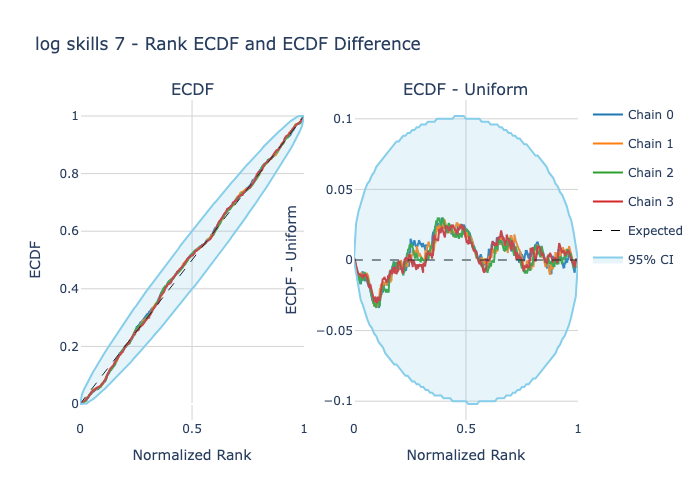 log skills 7 - Rank ECDF and ECDF Difference
ECDF
ECDF - Uniform
ECDF
1
0.8
0.6
0.4
0.2
0
0
0.5
1
Normalized Rank
ECDF - Uniform
0.1
0.05
0
−0.05
−0.1
0
0.5
1
Normalized Rank
Chain 0
Chain 1
Chain 2
Chain 3
Expected
95% CI